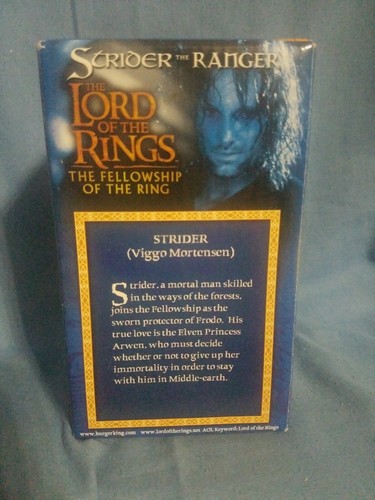 STRIDER THE RANGER
THE
LORD
OF THE
RINGS™
THE FELLOWSHIP
OF THE RING
STRIDER
(Viggo Mortensen)
Strider, a mortal man skilled
in the ways of the forests,
joins the Fellowship as the
sworn protector of Frodo. His
true love is the Elven Princess
Arwen, who must decide
whether or not to give up her
immortality in order to stay
with him in Middle-earth.
www.burgerking.com www.lordoftherings.net AOL Keyword: Lord of the Rings